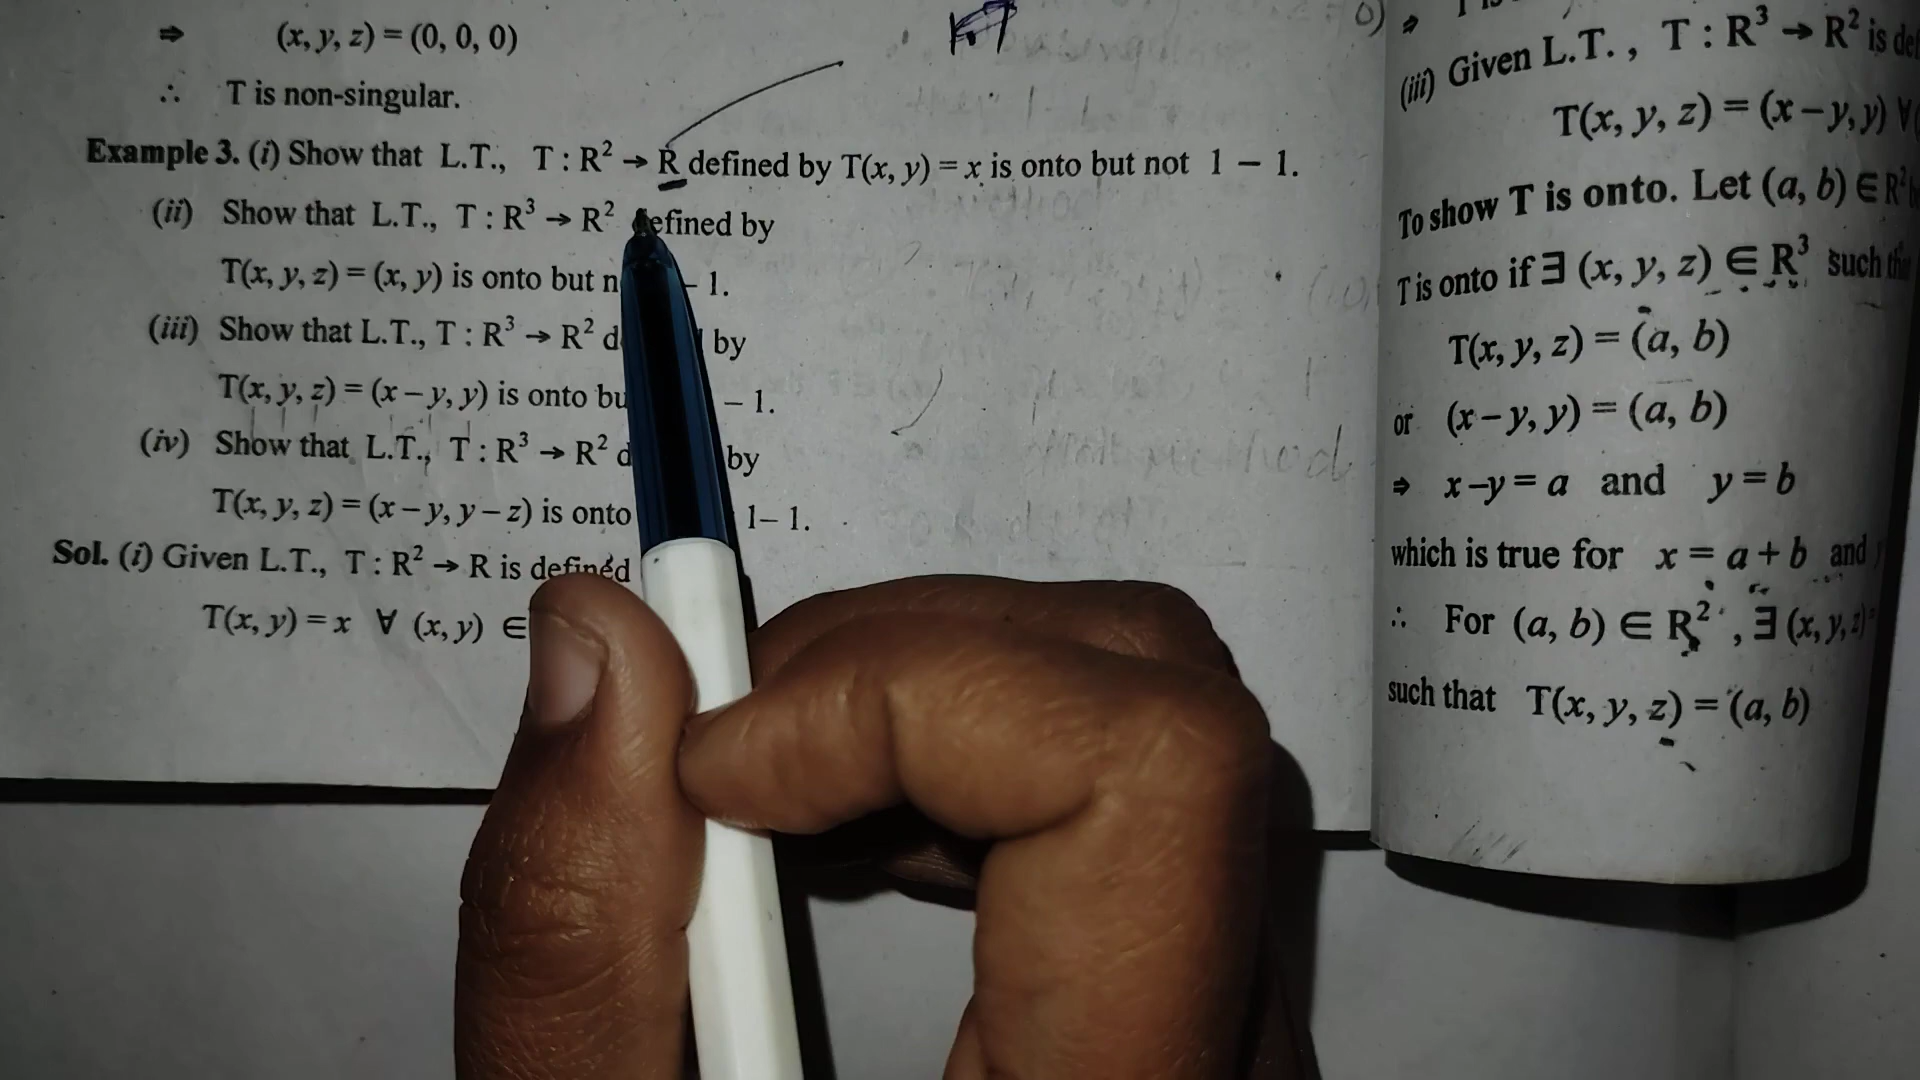 ⇒ (x, y, z) = (0, 0, 0)
∴ T is non-singular.
Example 3. (i) Show that L.T., T : R² → R defined by T(x, y) = x is onto but not 1 – 1.
(ii) Show that L.T., T : R³ → R² defined by
T(x, y, z) = (x, y) is onto but n – 1.
(iii) Show that L.T., T : R³ → R² d by
T(x, y, z) = (x – y, y) is onto bu – 1.
(iv) Show that L.T., T : R³ → R² d by
T(x, y, z) = (x – y, y – z) is onto 1– 1.
Sol. (i) Given L.T., T : R² → R is defined
T(x, y) = x ∀ (x, y) ∈
(iii) Given L.T., T : R³ → R² is def
T(x, y, z) = (x – y, y) ∀
To show T is onto. Let (a, b) ∈ R²
T is onto if ∃ (x, y, z) ∈ R³ such th
T(x, y, z) = (a, b)
or (x – y, y) = (a, b)
⇒ x–y = a and y = b
which is true for x = a + b and
∴ For (a, b) ∈ R², ∃ (x, y, z)
such that T(x, y, z) = (a, b)